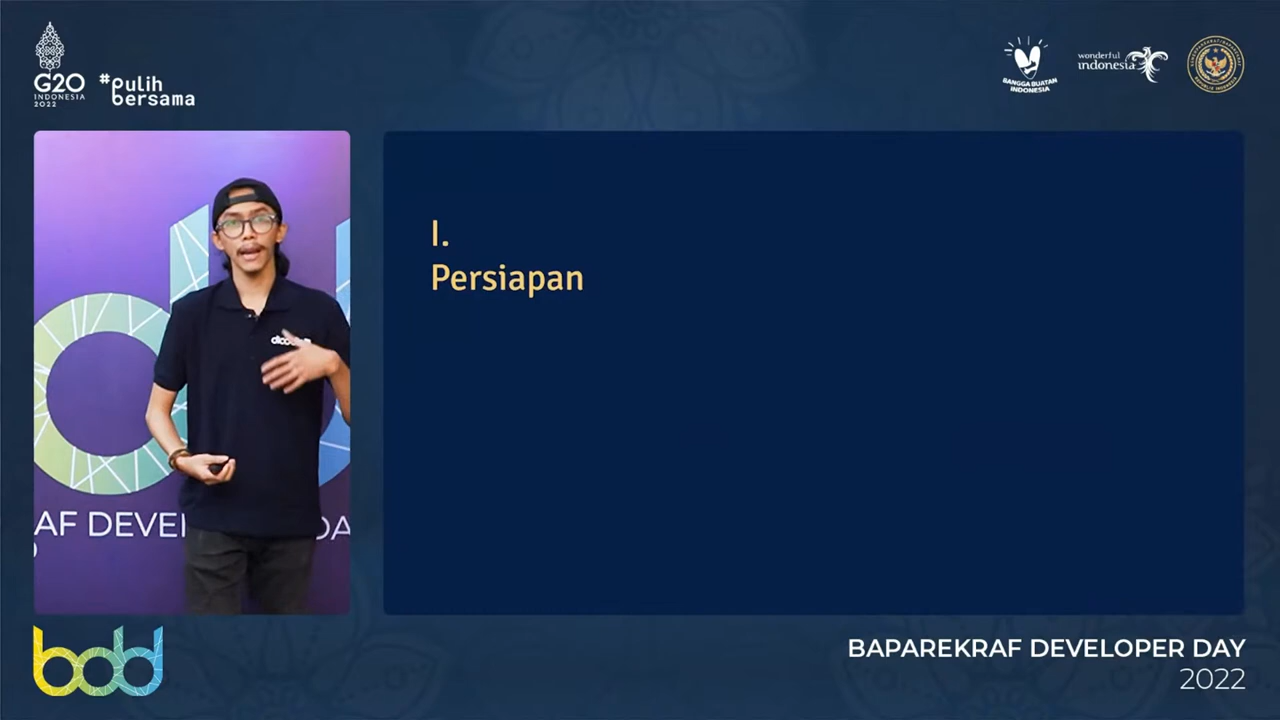 G20
INDONESIA
2022
#pulih
bersama
BANGGA BUATAN
INDONESIA
wonderful
indonesia
I.
Persiapan
AF DEVE
DA
bdd
BAPAREKRAF DEVELOPER DAY
2022